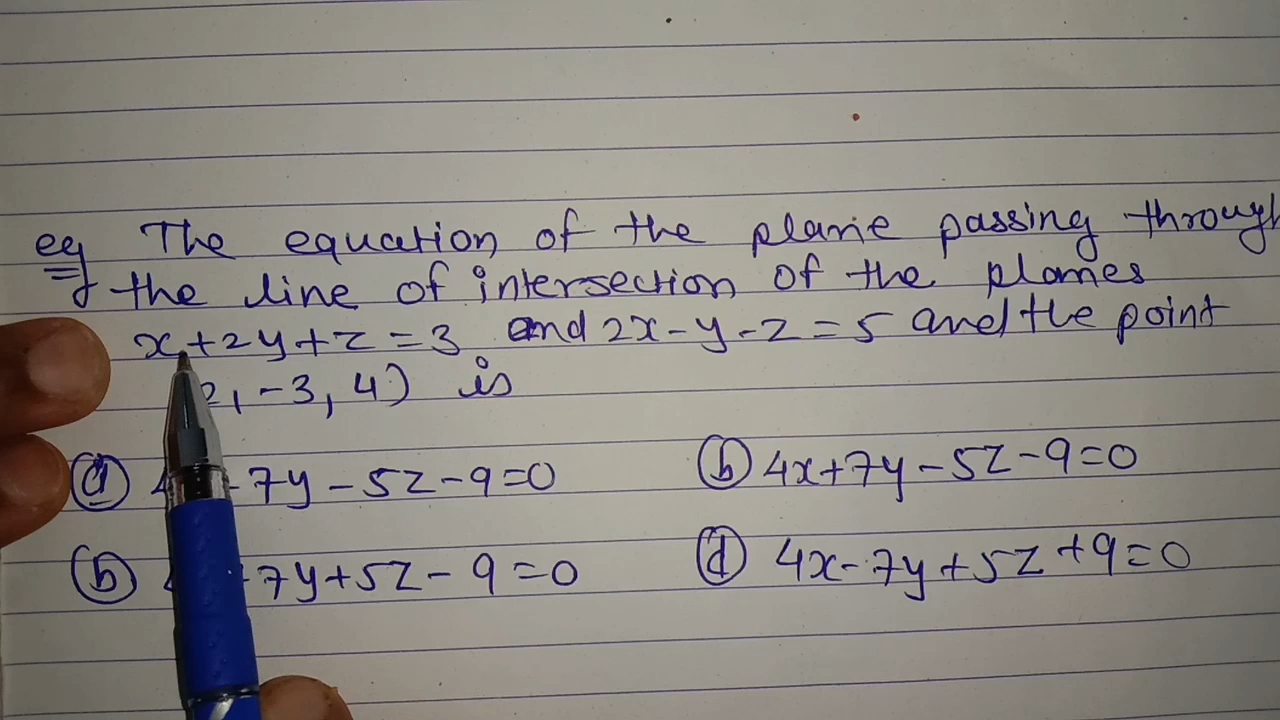 eg The equation of the plane passing through
the line of intersection of the planes
x+2y+z=3 and 2x-y-z=5 and the point
2,-3,4) is
(a) -7y-5z-9=0 (b) 4x+7y-5z-9=0
(b) 7y+5z-9=0 (d) 4x-7y+5z+9=0